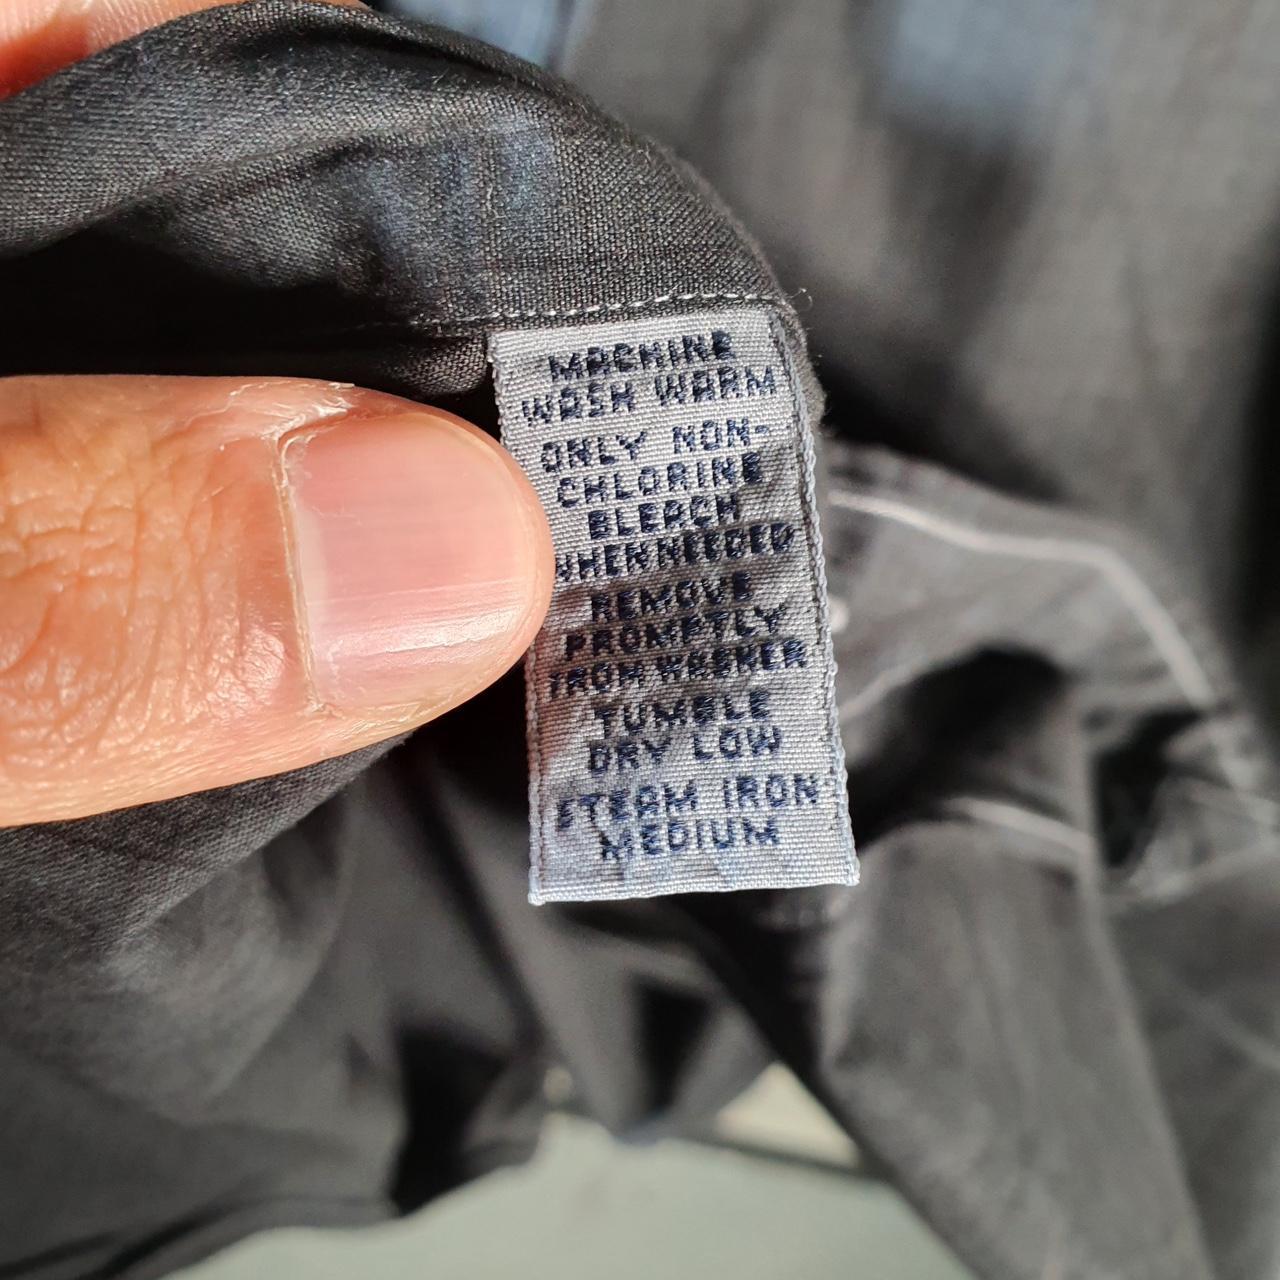 MACHINE
WASH WARM
ONLY NON-
CHLORINE
BLEACH
WHEN NEEDED
REMOVE
PROMPTLY
FROM WASHER
TUMBLE
DRY LOW
STEAM IRON
MEDIUM